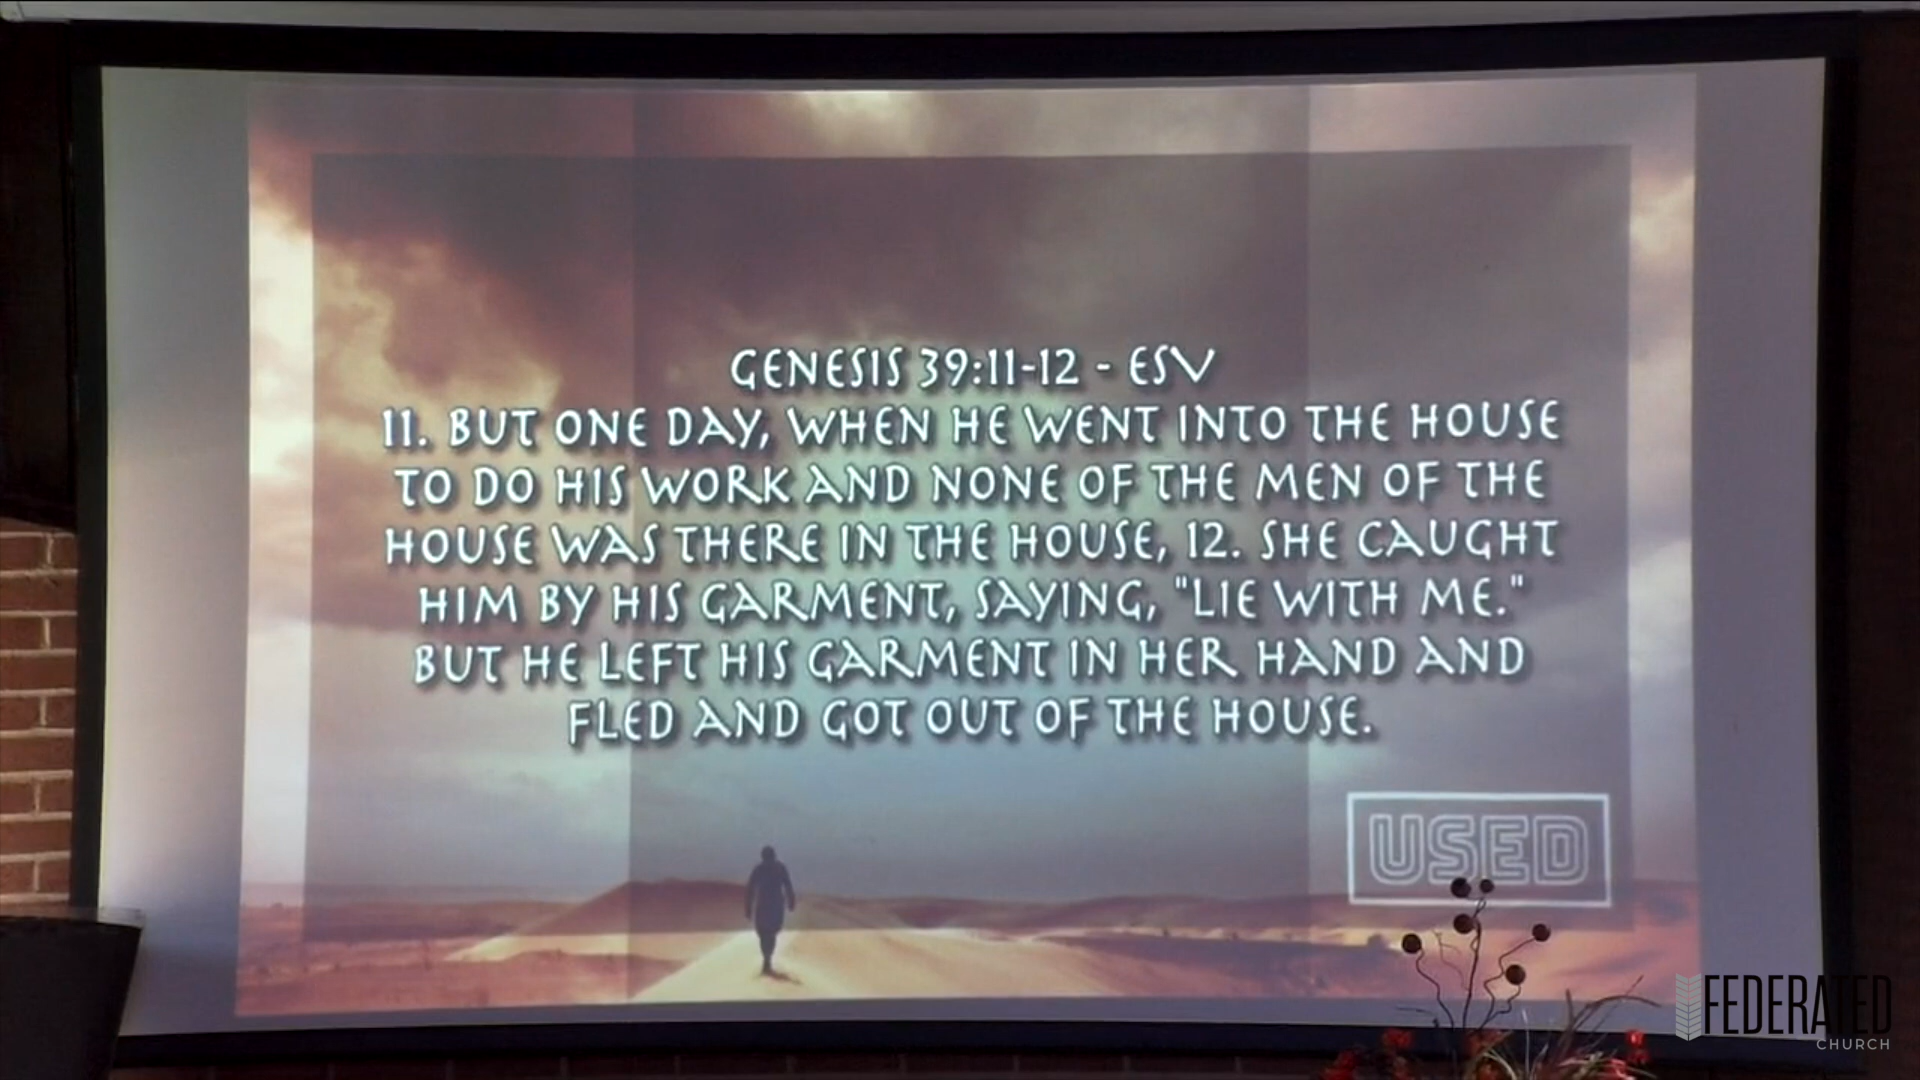 GENESIS 39:11-12 - ESV
11. BUT ONE DAY, WHEN HE WENT INTO THE HOUSE
TO DO HIS WORK AND NONE OF THE MEN OF THE
HOUSE WAS THERE IN THE HOUSE, 12. SHE CAUGHT
HIM BY HIS GARMENT, SAYING, "LIE WITH ME."
BUT HE LEFT HIS GARMENT IN HER HAND AND
FLED AND GOT OUT OF THE HOUSE.
USED
FEDERATED
CHURCH